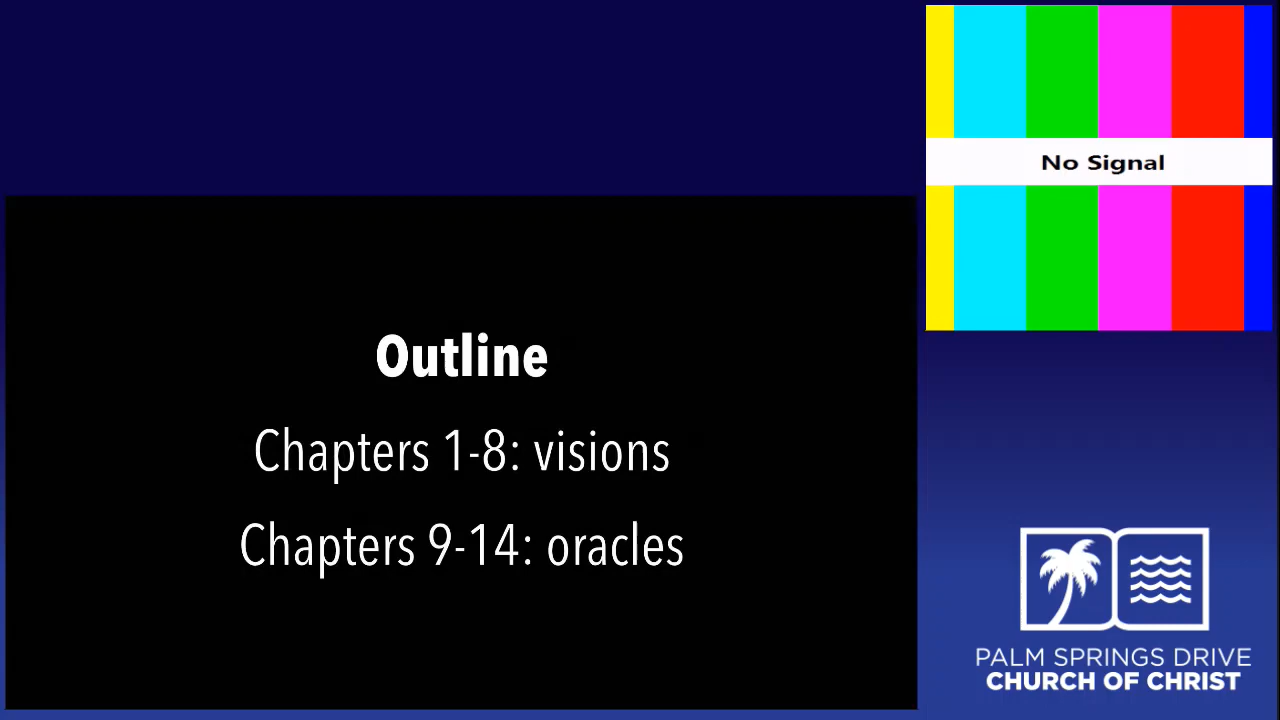 No Signal
Outline
Chapters 1-8: visions
Chapters 9-14: oracles
PALM SPRINGS DRIVE
CHURCH OF CHRIST